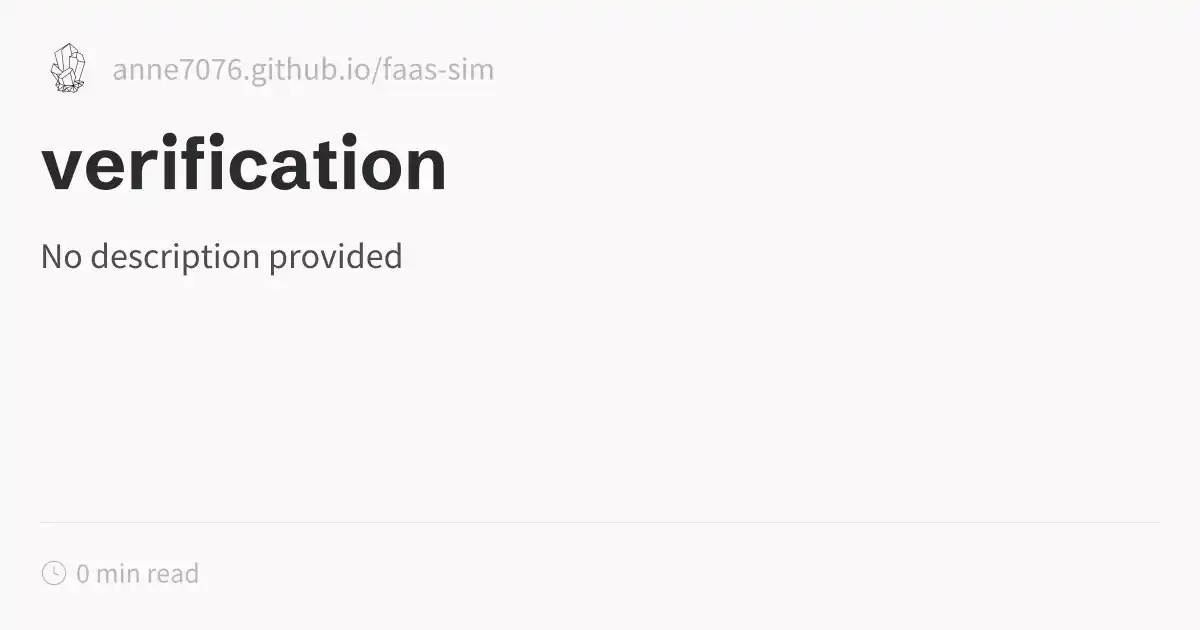 anne7076.github.io/faas-sim
verification
No description provided
0 min read